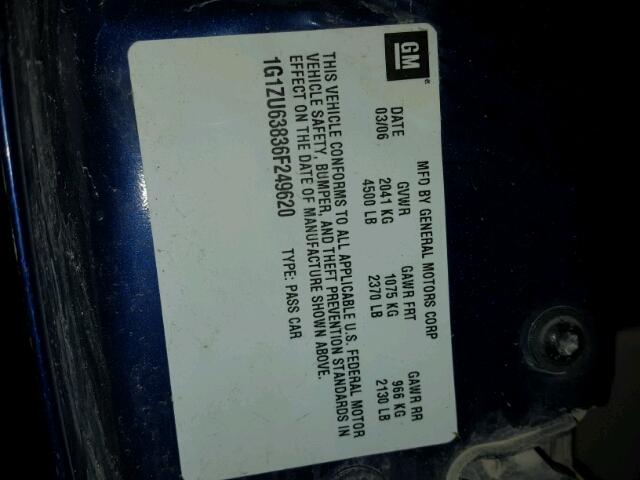 GM
MFD BY GENERAL MOTORS CORP
DATE GVWR GAWR FRT GAWR RR
03/06 2041 KG 1075 KG 966 KG
4500 LB 2370 LB 2130 LB
THIS VEHICLE CONFORMS TO ALL APPLICABLE U.S. FEDERAL MOTOR
VEHICLE SAFETY, BUMPER, AND THEFT PREVENTION STANDARDS IN
EFFECT ON THE DATE OF MANUFACTURE SHOWN ABOVE.
1G1ZU63836F249620 TYPE: PASS CAR